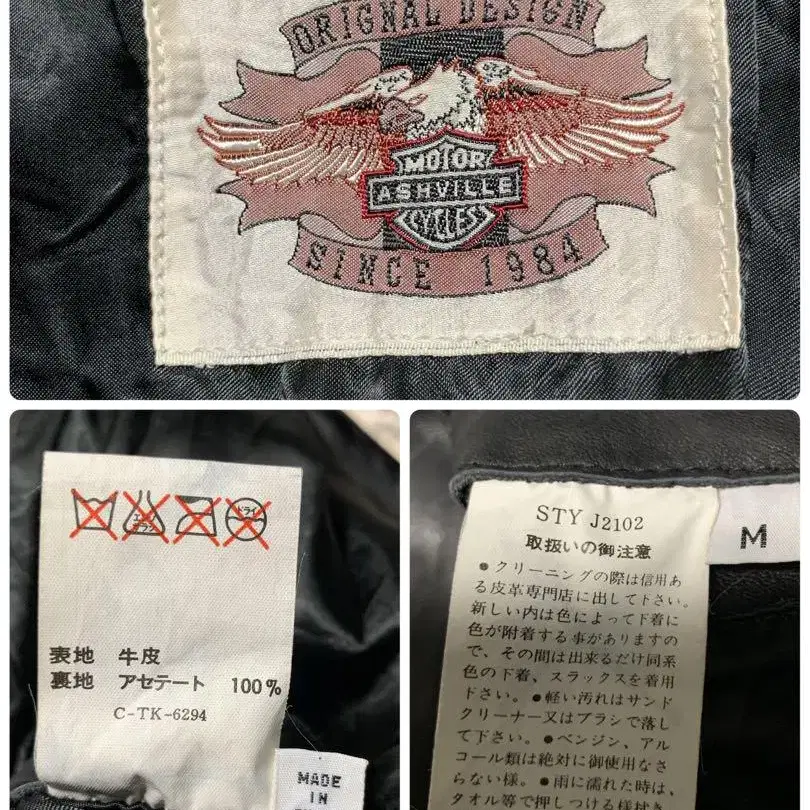 ORIGNAL DESIGN
MOTOR
ASHVILLE
CYCLES
SINCE 1984
エンソ
サラシ
ドライ
表地 牛皮
裏地 アセテート 100%
C-TK-6294
MADE
IN
STY J2102
M
取扱いの御注意
●クリーニングの際は信用あ
る皮革専門店に出して下さい。
新しい内は色によって下着に
色が附着する事がありますの
で、その間は出来るだけ同系
色の下着、スラックスを着用
下さい。●軽い汚れはサンド
クリーナー又はブラシで落し
て下さい。●ベンジン、アル
コール類は絶対に御使用なさ
らない様。●雨に濡れた時は、
タオル等で押しつける様拭き